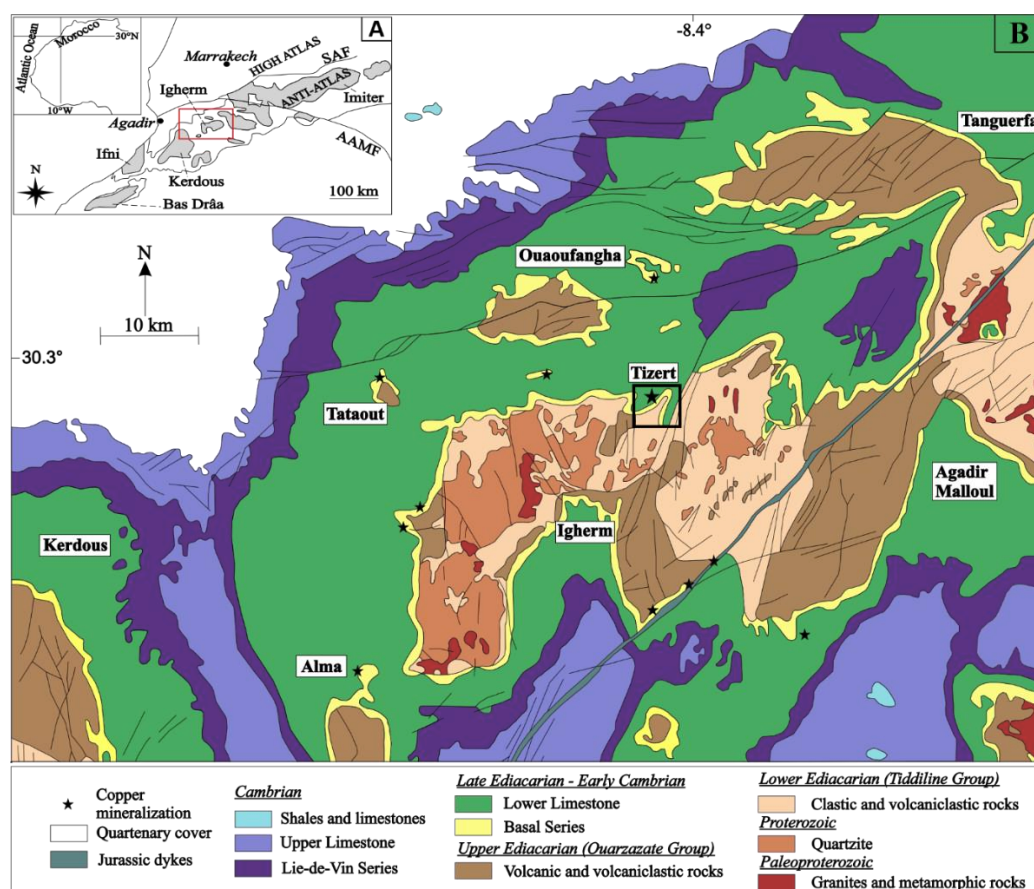 A
Atlantic Ocean
Morocco
30°N
10°W
Marrakech
HIGH ATLAS
SAF
ANTI-ATLAS
Imiter
Igherm
Agadir
AAMF
Ifni
Kerdous
N
Bas Drâa
100 km
-8.4°
B
Tanguerfa
Ouaoufangha
N
10 km
30.3°
Tizert
Tataout
Agadir
Malloul
Kerdous
Igherm
Alma
Copper
mineralization
Quartenary cover
Jurassic dykes
Cambrian
Shales and limestones
Upper Limestone
Lie-de-Vin Series
Late Ediacarian - Early Cambrian
Lower Limestone
Basal Series
Upper Ediacarian (Ouarzazate Group)
Volcanic and volcaniclastic rocks
Lower Ediacarian (Tiddiline Group)
Clastic and volcaniclastic rocks
Proterozoic
Quartzite
Paleoproterozoic
Granites and metamorphic rocks